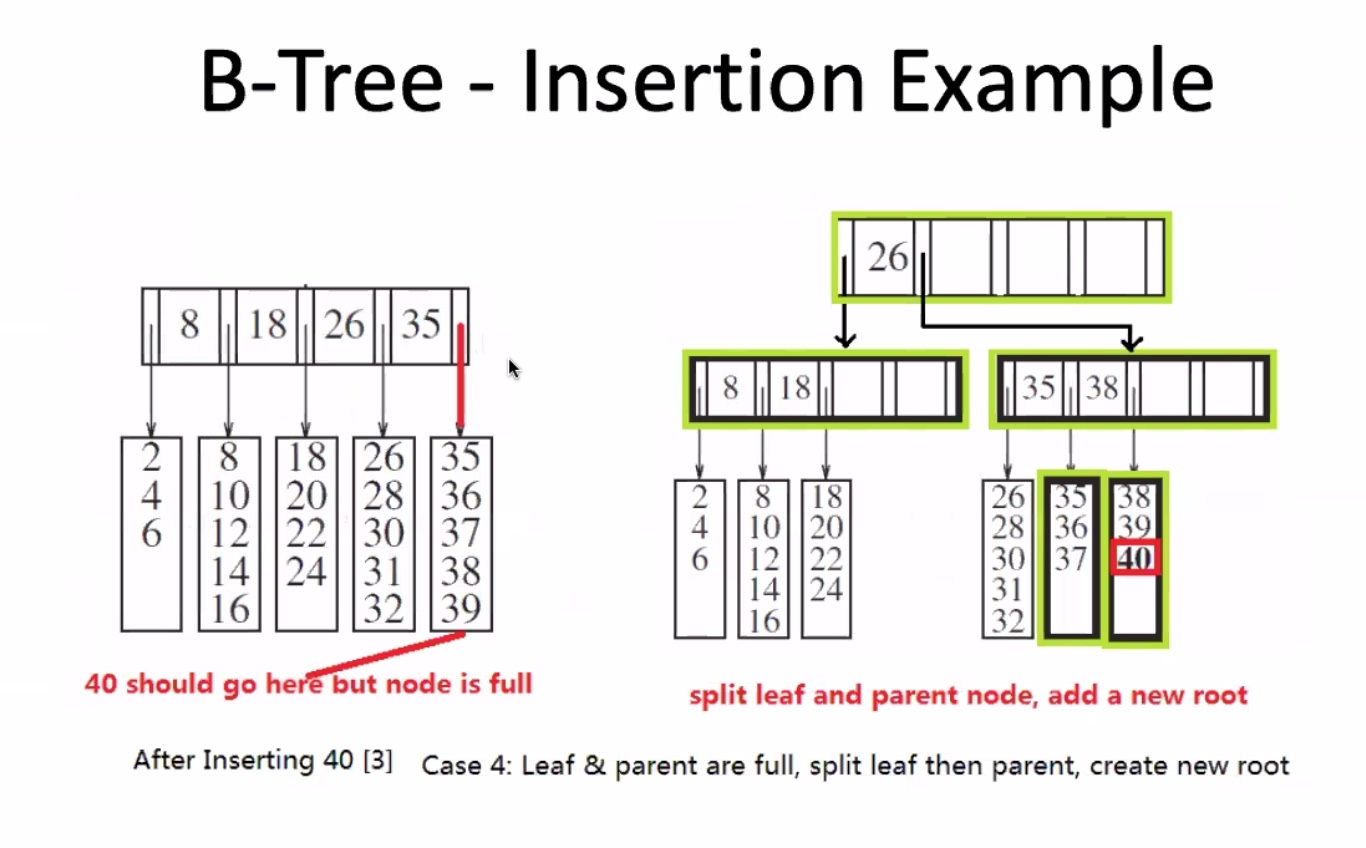 B-Tree - Insertion Example
8 18 26 35
2 8 18 26 35
4 10 20 28 36
6 12 22 30 37
14 24 31 38
16 32 39
40 should go here but node is full
26
8 18 35 38
2 8 18 26 35 38
4 10 20 28 36 39
6 12 22 30 37 40
14 24 31
16 32
split leaf and parent node, add a new root
After Inserting 40 [3] Case 4: Leaf & parent are full, split leaf then parent, create new root